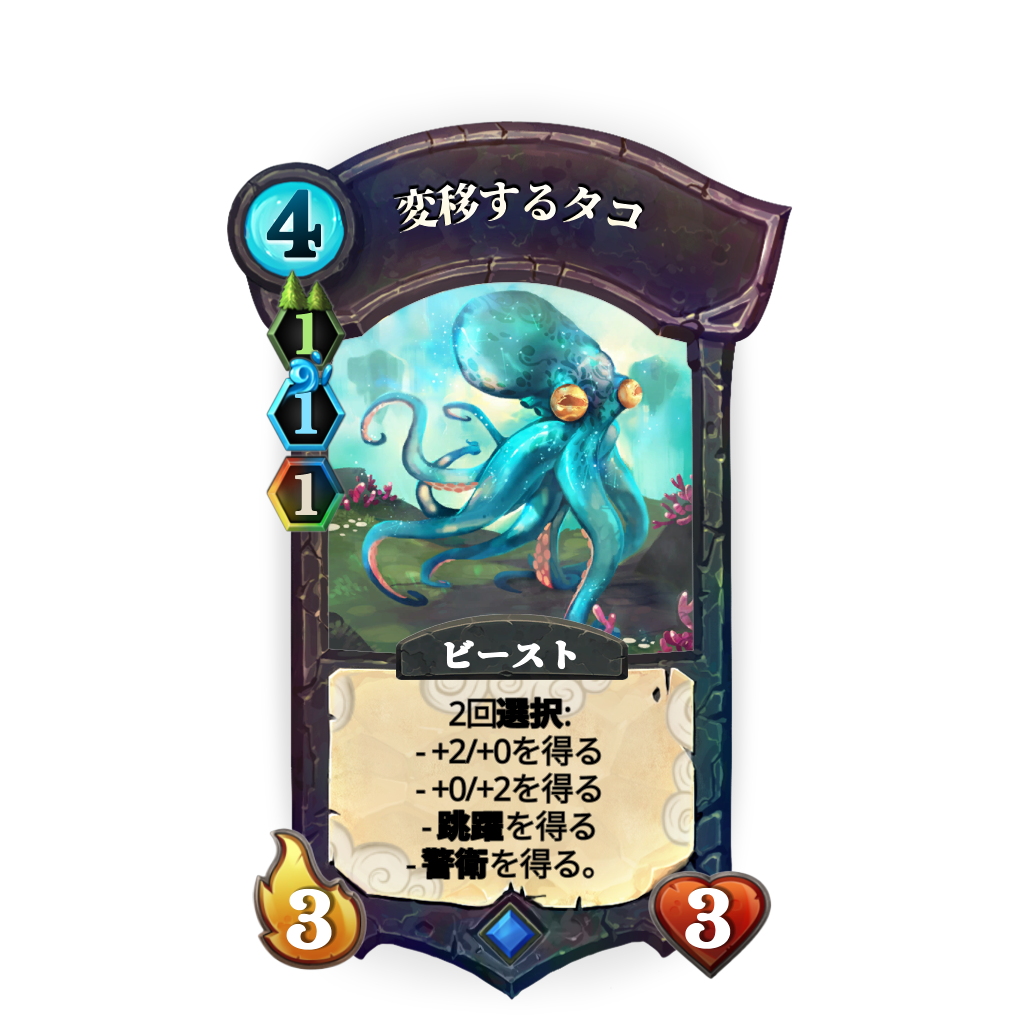 変移するタコ
4
1
1
1
ビースト
2回選択:
- +2/+0を得る
- +0/+2を得る
- 跳躍を得る
- 警衛を得る。
3
3